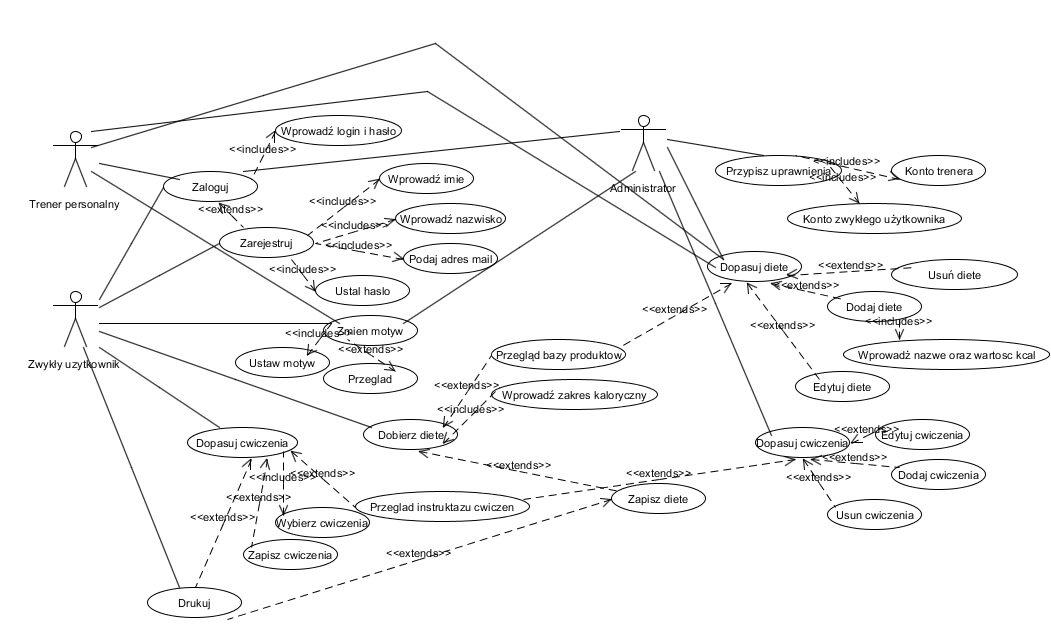 Wprowadź login i hasło
<<includes>>
Trener personalny
Zaloguj
<<extends>>
Administrator
Przypisz uprawnienia
<<includes>>
<<includes>>
Konto trenera
Konto zwykłego użytkownika
Wprowadź imie
<<includes>>
Wprowadź nazwisko
<<includes>>
Zarejestruj
<<includes>>
Podaj adres mail
<<includes>>
Ustal haslo
Dopasuj diete
<<extends>>
Usuń diete
<<extends>>
Dodaj diete
<<includes>>
Wprowadź nazwe oraz wartosc kcal
<<extends>>
Edytuj diete
Zwykły uzytkownik
Zmien motyw
<<includes>>
<<extends>>
Ustaw motyw
Przeglad
<<extends>>
Przegląd bazy produktow
<<extends>>
Wprowadź zakres kaloryczny
<<includes>>
Dopasuj cwiczenia
Dobierz diete
Dopasuj cwiczenia
<<extends>>
Edytuj cwiczenia
<<extends>>
Dodaj cwiczenia
<<extends>>
Usun cwiczenia
<<includes>>
<<extends>>
<<extends>>
<<extends>>
<<extends>>
<<extends>>
Przeglad instruktazu cwiczen
Zapisz diete
Wybierz cwiczenia
Zapisz cwiczenia
<<extends>>
Drukuj